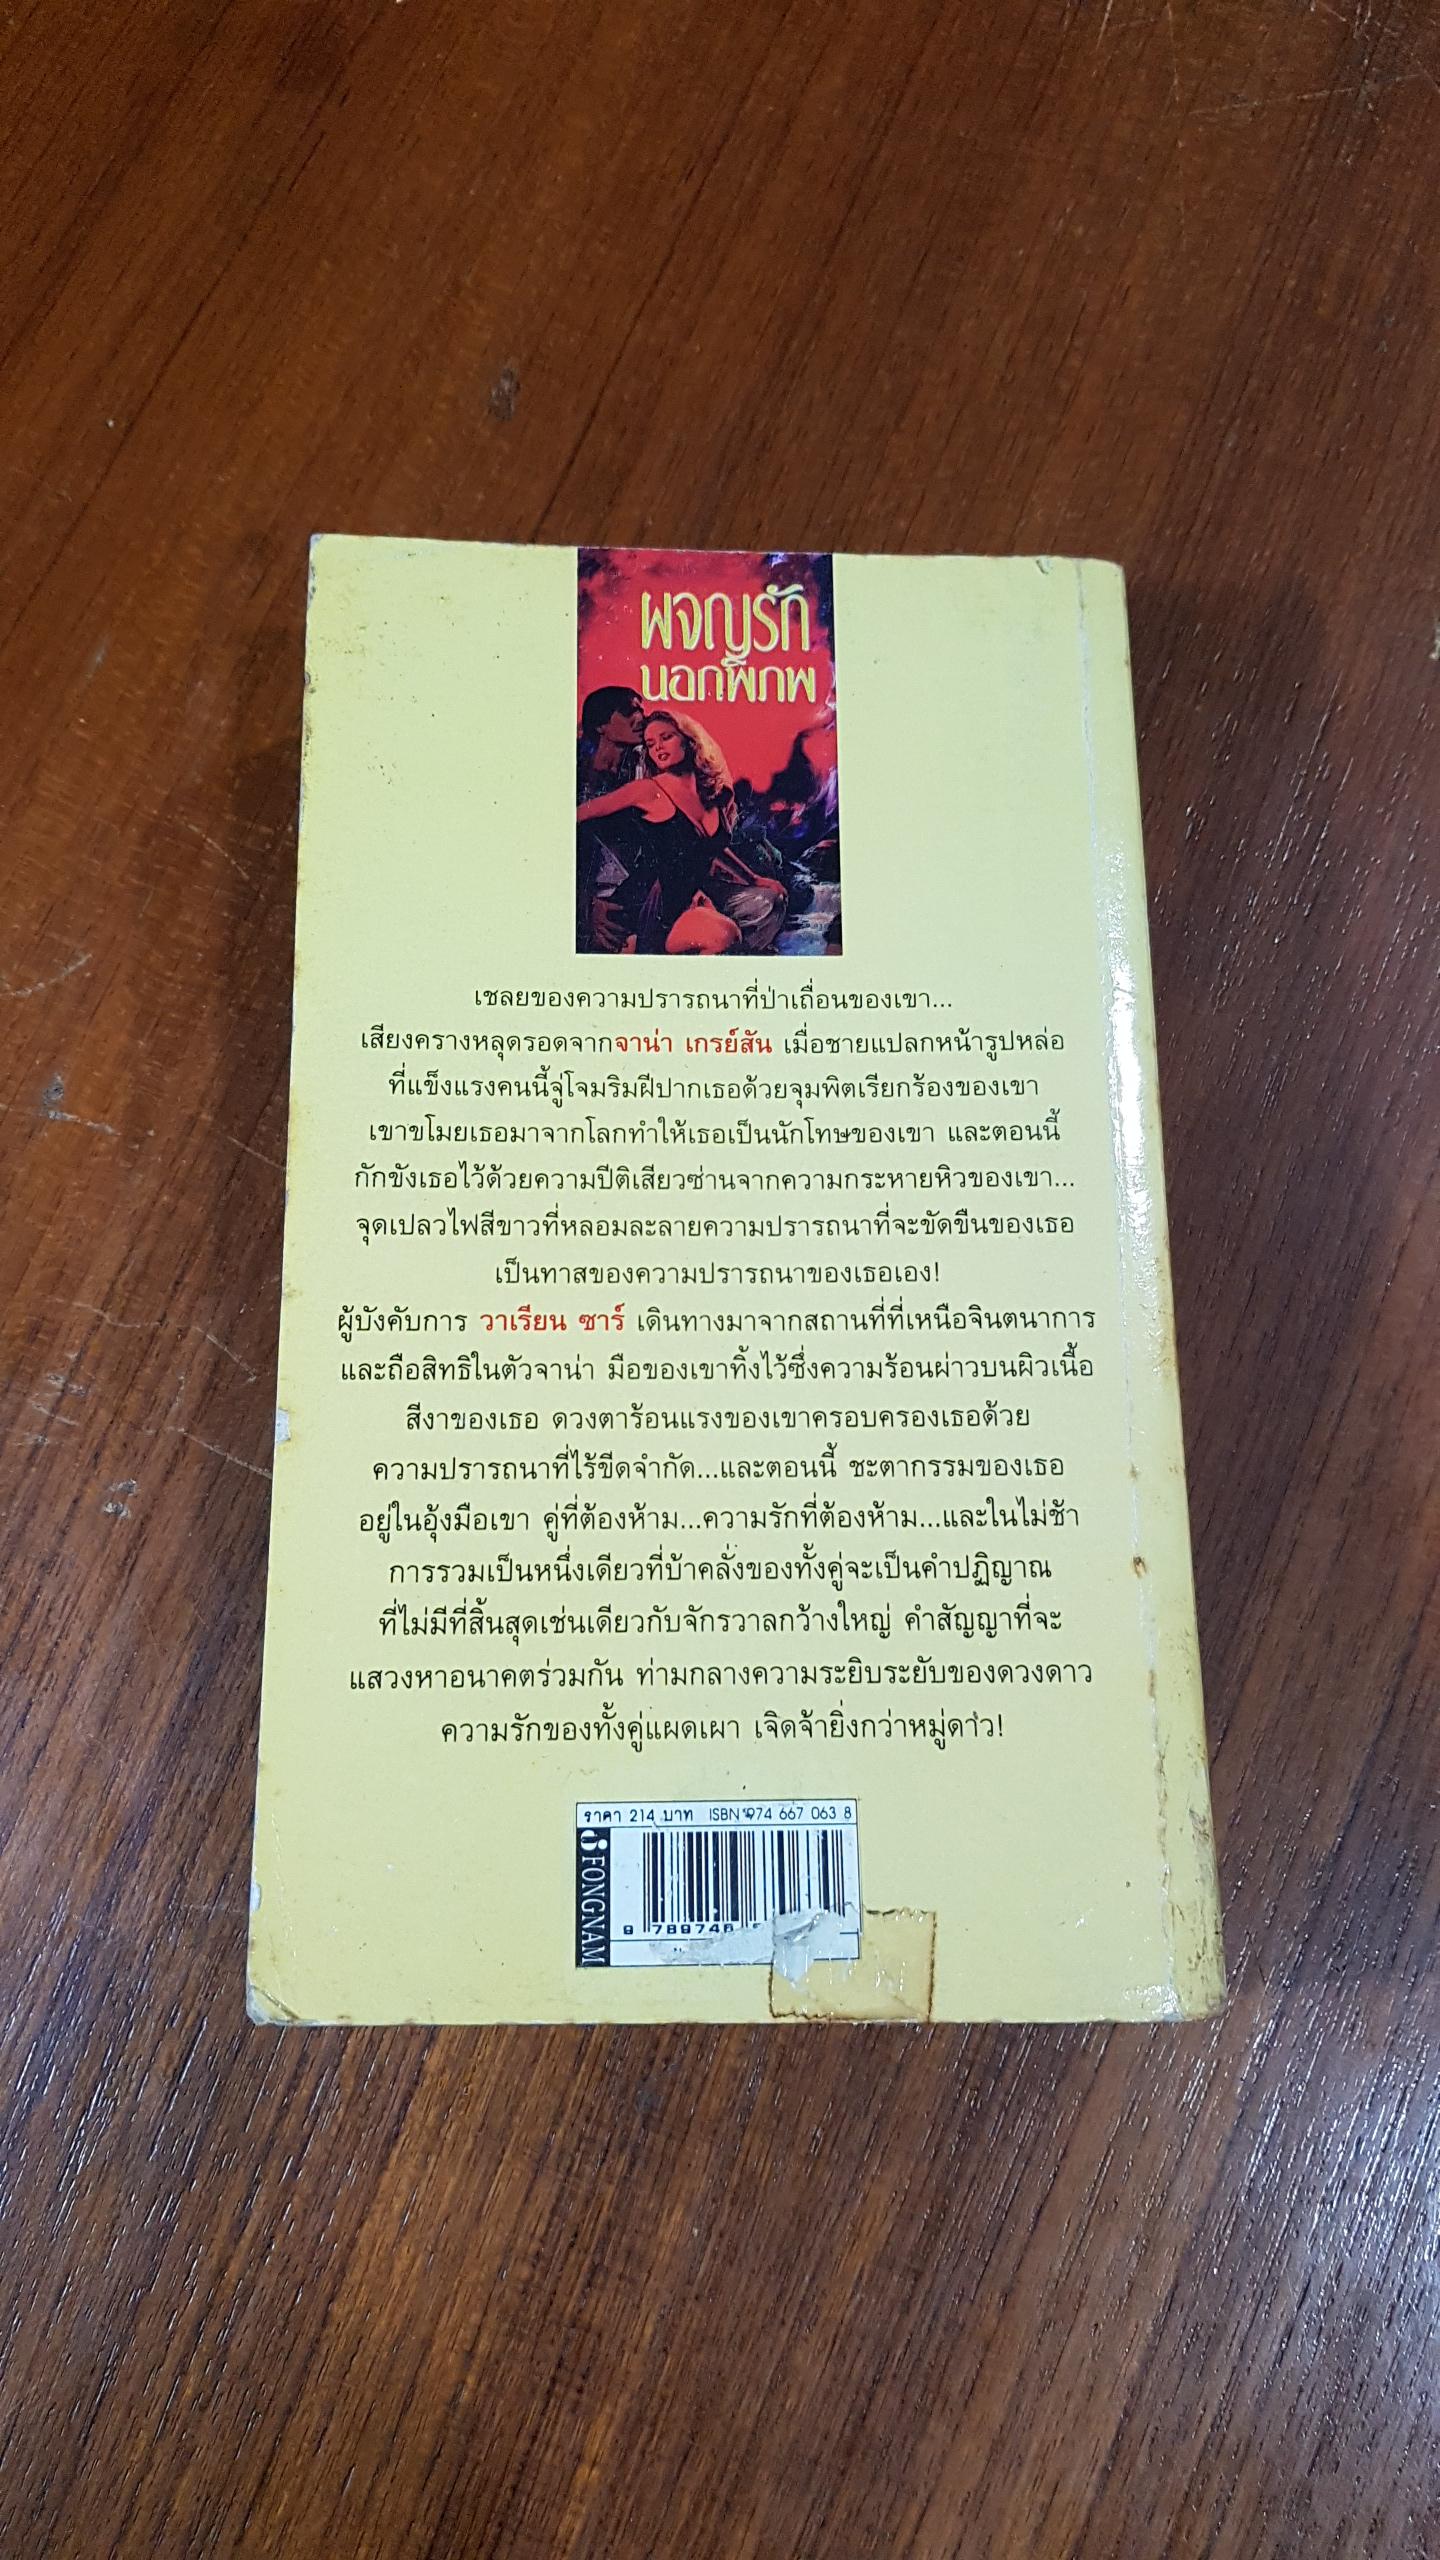 ผจญรัก
นอกพิภพ
เชลยของความปรารถนาที่ป่าเถื่อนของเขา...
เสียงครางหลุดรอดจากจาน่า เกรย์สัน เมื่อชายแปลกหน้ารูปหล่อ
ที่แข็งแรงคนนี้จู่โจมริมฝีปากเธอด้วยจุมพิตเรียกร้องของเขา
เขาขโมยเธอมาจากโลกทำให้เธอเป็นนักโทษของเขา และตอนนี้
กักขังเธอไว้ด้วยความปีติเสียวซ่านจากความกระหายหิวของเขา...
จุดเปลวไฟสีขาวที่หลอมละลายความปรารถนาที่จะขัดขืนของเธอ
เป็นทาสของความปรารถนาของเธอเอง!
ผู้บังคับการ วาเรียน ซาร์ เดินทางมาจากสถานที่ที่เหนือจินตนาการ
และถือสิทธิในตัวจาน่า มือของเขาทิ้งไว้ซึ่งความร้อนผ่าวบนผิวเนื้อ
สีงาของเธอ ดวงตาร้อนแรงของเขาครอบครองเธอด้วย
ความปรารถนาที่ไร้ขีดจำกัด...และตอนนี้ ชะตากรรมของเธอ
อยู่ในอุ้งมือเขา คู่ที่ต้องห้าม...ความรักที่ต้องห้าม...และในไม่ช้า
การรวมเป็นหนึ่งเดียวที่บ้าคลั่งของทั้งคู่จะเป็นคำปฏิญาณ
ที่ไม่มีที่สิ้นสุดเช่นเดียวกับจักรวาลกว้างใหญ่ คำสัญญาที่จะ
แสวงหาอนาคตร่วมกัน ท่ามกลางความระยิบระยับของดวงดาว
ความรักของทั้งคู่แผดเผา เจิดจ้ายิ่งกว่าหมู่ดาว!
ราคา 214 บาท ISBN 974 667 063 8
FONGNAM
9 789746